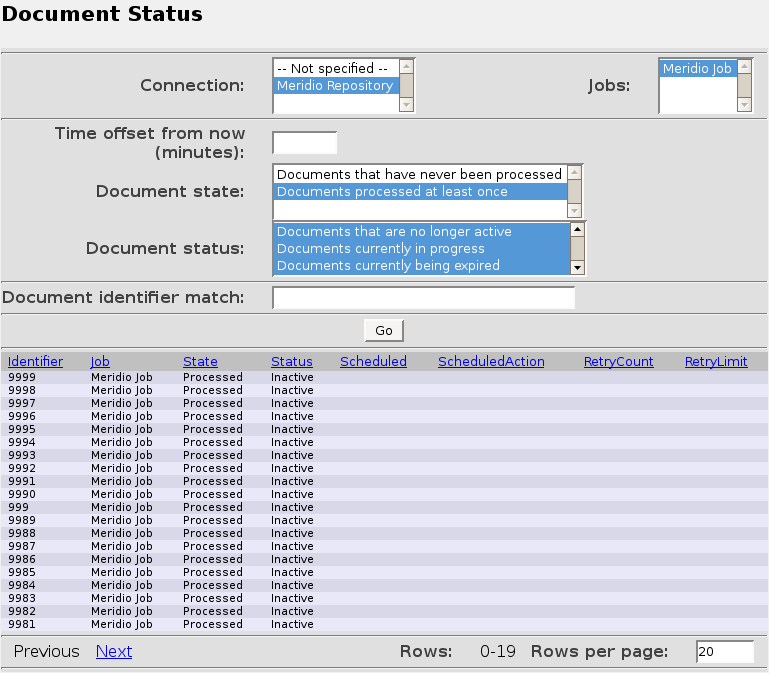 Document Status
Connection: -- Not specified -- Jobs: Meridio Job
Meridio Repository
Time offset from now
(minutes):
Documents that have never been processed
Document state: Documents processed at least once
Documents that are no longer active
Document status: Documents currently in progress
Documents currently being expired
Document identifier match:
Go
Identifier Job State Status Scheduled ScheduledAction RetryCount RetryLimit
9999 Meridio Job Processed Inactive
9998 Meridio Job Processed Inactive
9997 Meridio Job Processed Inactive
9996 Meridio Job Processed Inactive
9995 Meridio Job Processed Inactive
9994 Meridio Job Processed Inactive
9993 Meridio Job Processed Inactive
9992 Meridio Job Processed Inactive
9991 Meridio Job Processed Inactive
9990 Meridio Job Processed Inactive
999 Meridio Job Processed Inactive
9989 Meridio Job Processed Inactive
9988 Meridio Job Processed Inactive
9987 Meridio Job Processed Inactive
9986 Meridio Job Processed Inactive
9985 Meridio Job Processed Inactive
9984 Meridio Job Processed Inactive
9983 Meridio Job Processed Inactive
9982 Meridio Job Processed Inactive
9981 Meridio Job Processed Inactive
Previous Next Rows: 0-19 Rows per page: 20